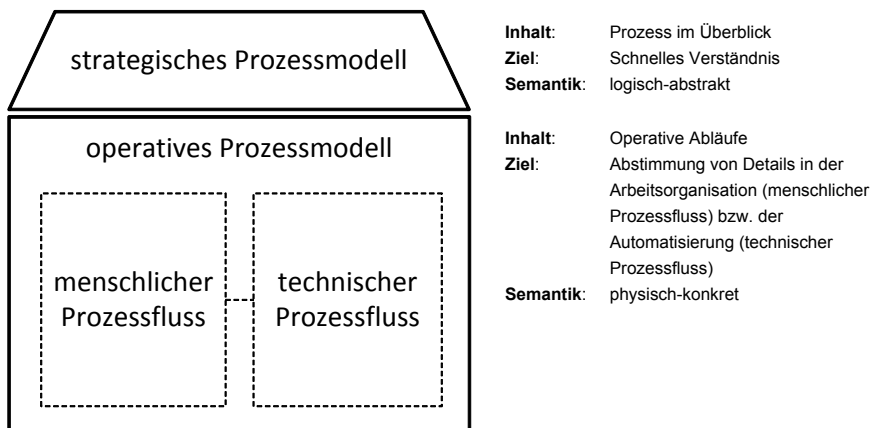 strategisches Prozessmodell
Inhalt: Prozess im Überblick
Ziel: Schnelles Verständnis
Semantik: logisch-abstrakt
operatives Prozessmodell
menschlicher
Prozessfluss
technischer
Prozessfluss
Inhalt: Operative Abläufe
Ziel: Abstimmung von Details in der
Arbeitsorganisation (menschlicher
Prozessfluss) bzw. der
Automatisierung (technischer
Prozessfluss)
Semantik: physisch-konkret